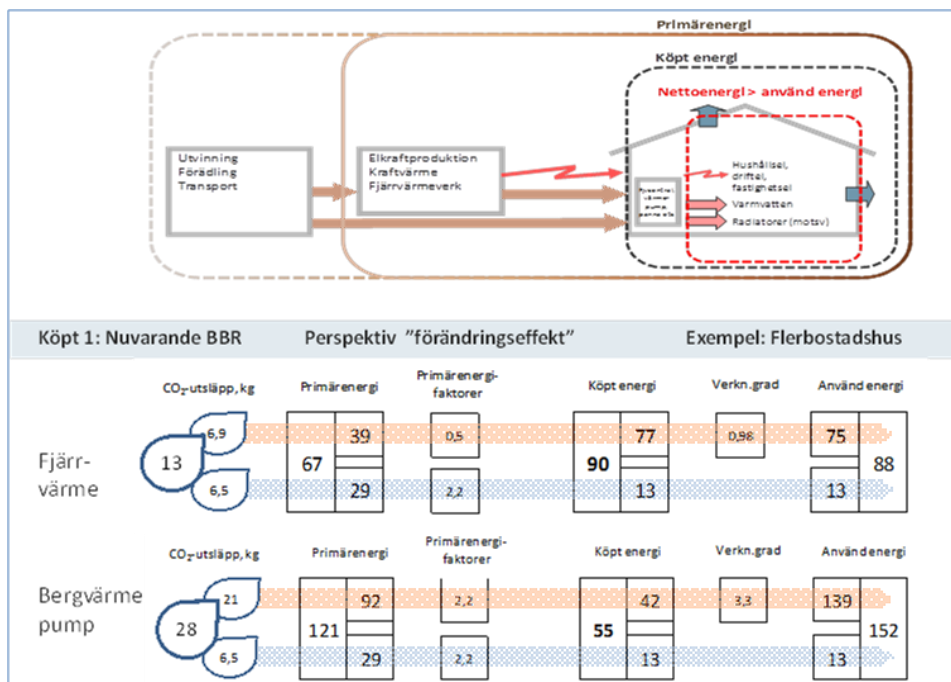 Primärenergi
Köpt energi
Nettoenergi > använd energi
Utvinning
Förädling
Transport
Elkraftproduktion
Kraftvärme
Fjärrvärmeverk
Hushållsel,
driftel,
fastighetsel
Varmvatten
Radiatorer (motsv)
Köpt 1: Nuvarande BBR Perspektiv ”förändringseffekt” Exempel: Flerbostadshus
CO₂-utsläpp, kg Primärenergi Primärenergi-faktorer Köpt energi Verkn.grad Använd energi
Fjärr-
värme
6,9 39 0,5 77 0,98 75
13 67 90 88
6,5 29 2,2 13 13
CO₂-utsläpp, kg Primärenergi Primärenergi-faktorer Köpt energi Verkn.grad Använd energi
Bergvärme
pump
21 92 2,2 42 3,3 139
28 121 55 152
6,5 29 2,2 13 13